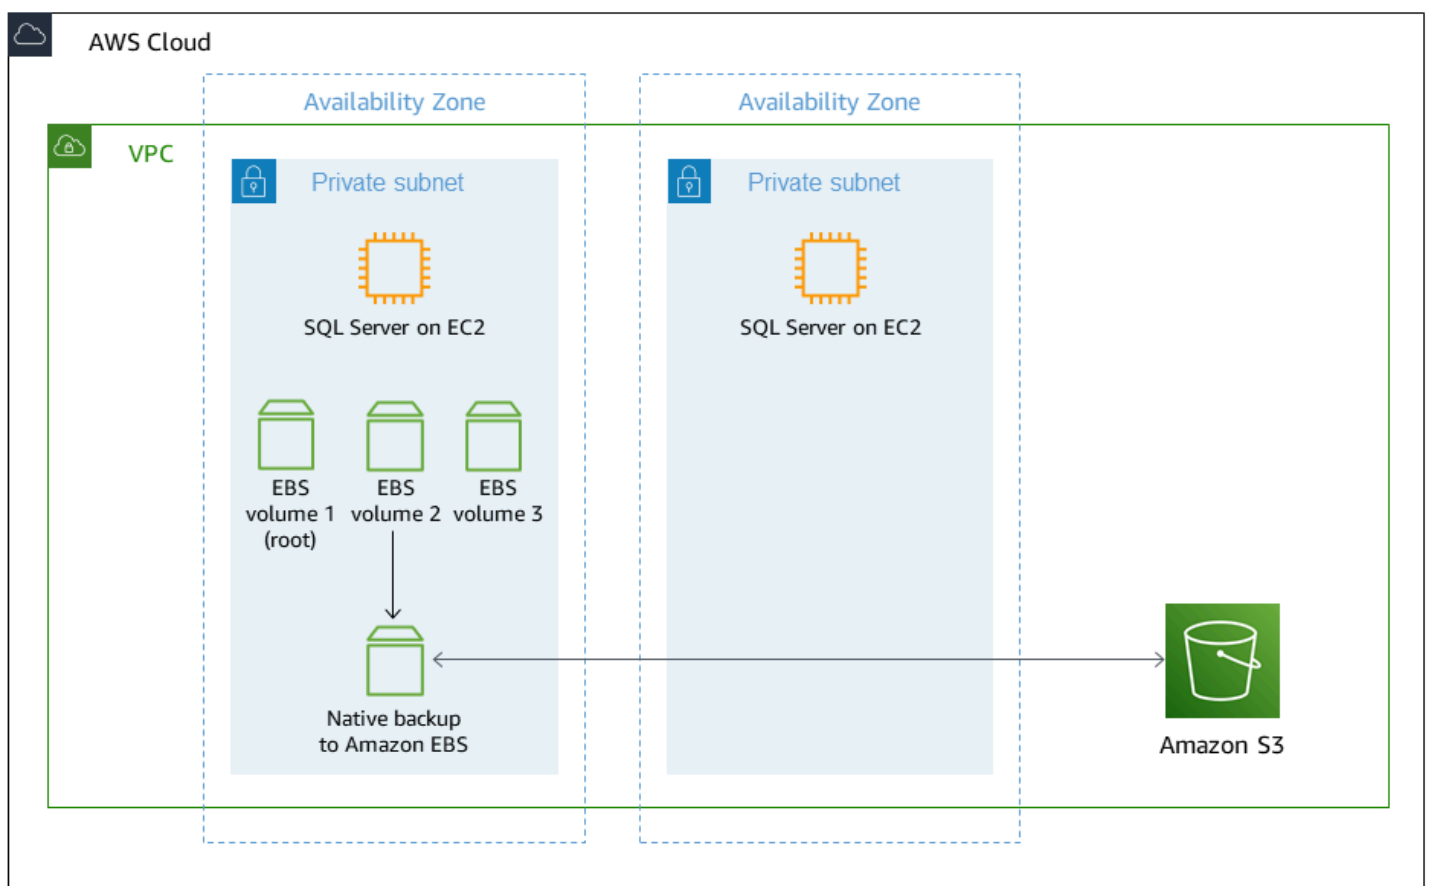 AWS Cloud
Availability Zone
Availability Zone
VPC
Private subnet
Private subnet
SQL Server on EC2
SQL Server on EC2
EBS
volume 1
(root)
EBS
volume 2
EBS
volume 3
Native backup
to Amazon EBS
Amazon S3